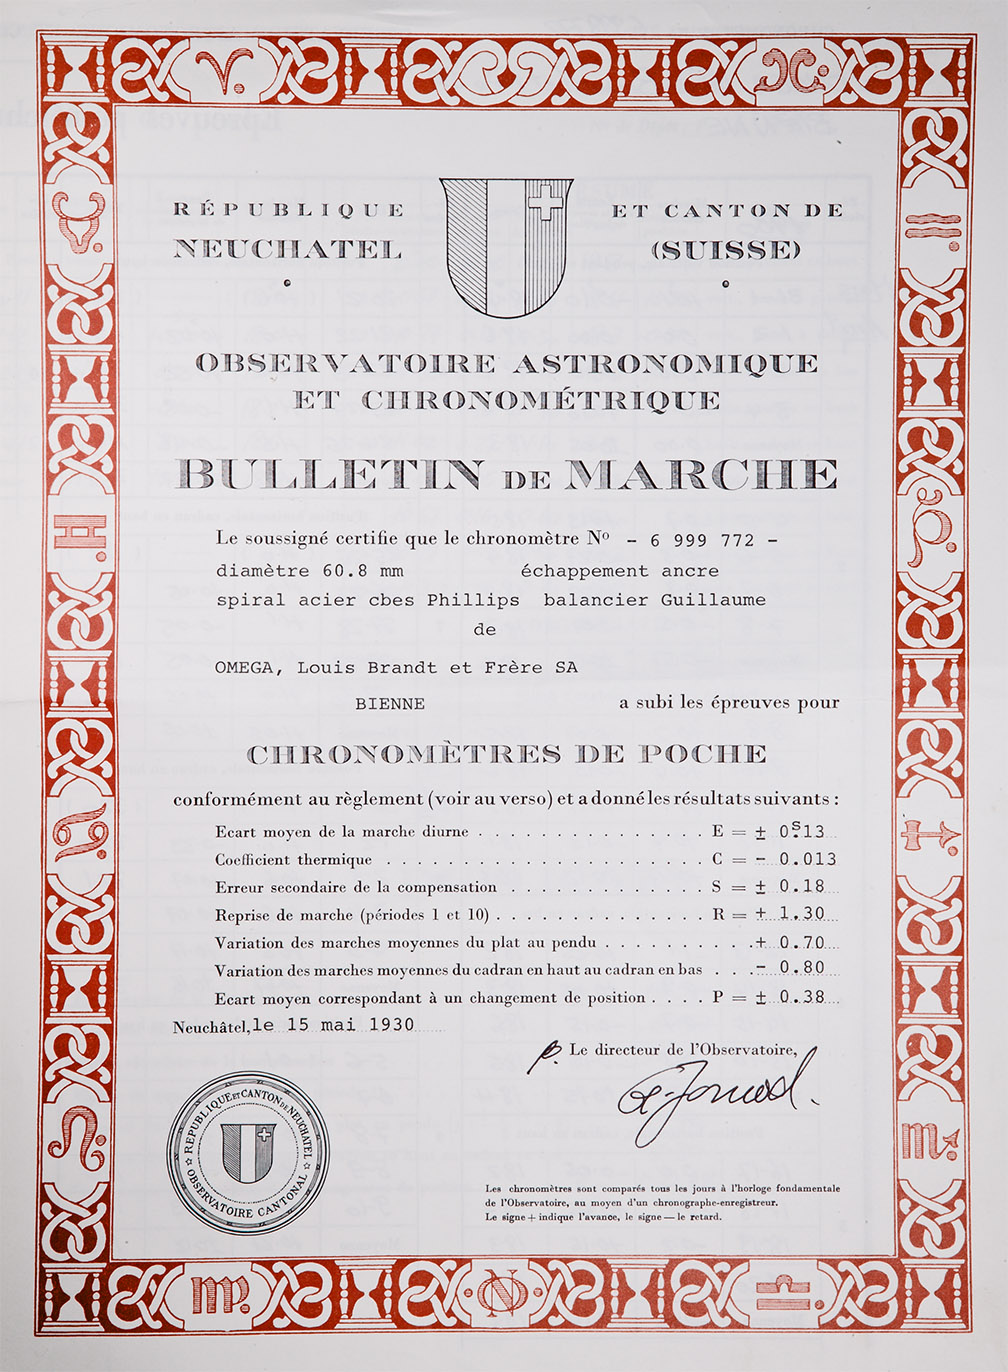 RÉPUBLIQUE ET CANTON DE
NEUCHATEL (SUISSE)
OBSERVATOIRE ASTRONOMIQUE
ET CHRONOMÉTRIQUE
BULLETIN DE MARCHE
Le soussigné certifie que le chronomètre Nº - 6 999 772 -
diamètre 60.8 mm échappement ancre
spiral acier cbes Phillips balancier Guillaume
de
OMEGA, Louis Brandt et Frère SA
BIENNE a subi les épreuves pour
CHRONOMÈTRES DE POCHE
conformément au règlement (voir au verso) et a donné les résultats suivants :
Ecart moyen de la marche diurne . . . . . . . . . . . . . . . . E = ± 0ˢ.13
Coefficient thermique . . . . . . . . . . . . . . . . . . . . . . C = - 0.013
Erreur secondaire de la compensation . . . . . . . . . . . . . S = ± 0.18
Reprise de marche (périodes 1 et 10) . . . . . . . . . . . . . . R = + 1.30
Variation des marches moyennes du plat au pendu . . . . . . . . . . + 0.70
Variation des marches moyennes du cadran en haut au cadran en bas . . . - 0.80
Ecart moyen correspondant à un changement de position . . . . P = ± 0.38
Neuchâtel, le 15 mai 1930
p. Le directeur de l'Observatoire,
REPUBLIQUE ET CANTON DE NEUCHATEL
OBSERVATOIRE CANTONAL
Les chronomètres sont comparés tous les jours à l'horloge fondamentale
de l'Observatoire, au moyen d'un chronographe-enregistreur.
Le signe + indique l'avance, le signe — le retard.